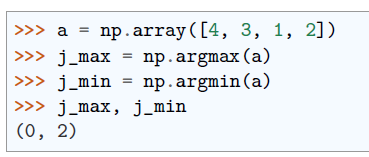 >>> a = np.array([4, 3, 1, 2])
>>> j_max = np.argmax(a)
>>> j_min = np.argmin(a)
>>> j_max, j_min
(0, 2)